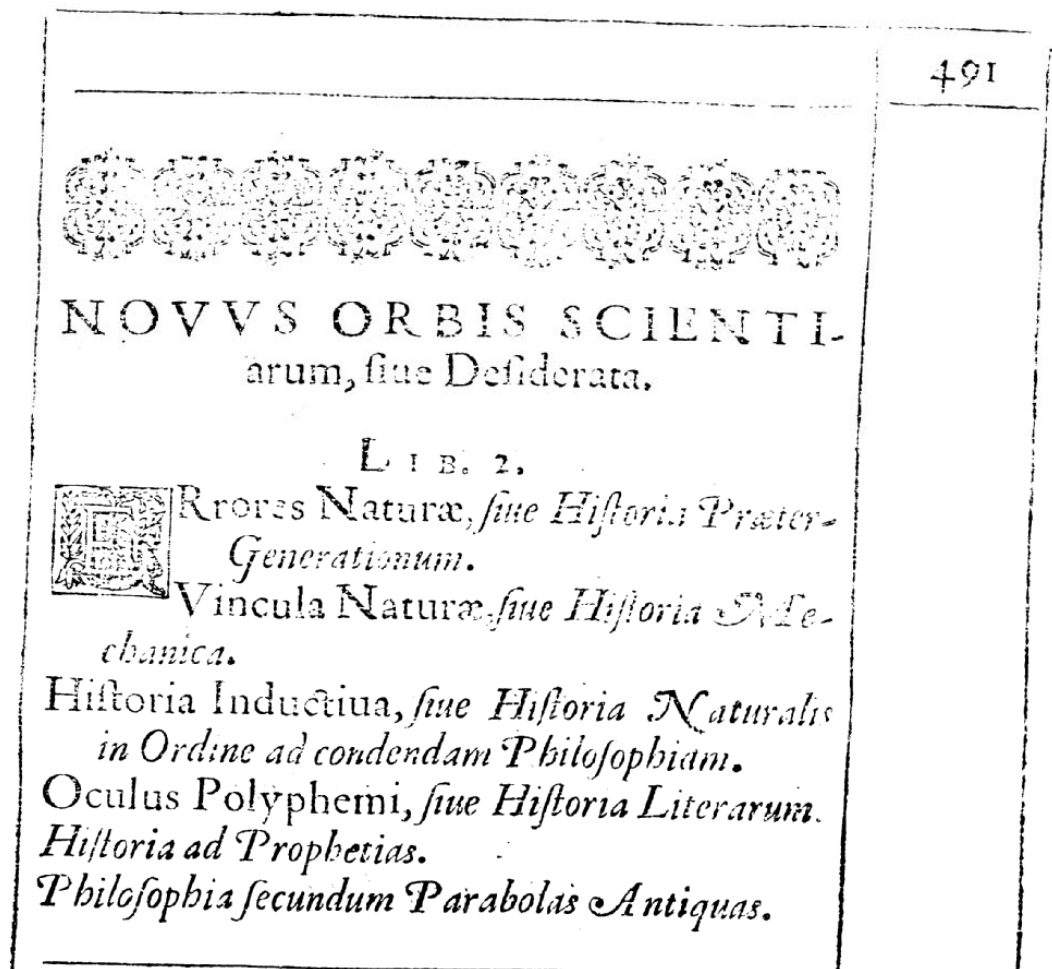 491
NOVVS ORBIS SCIENTI-
arum, ſiue Deſiderata.
LIB. 2.
ERrores Naturæ, ſiue Hiſtoria Præter-
Generationum.
Vincula Naturæ, ſiue Hiſtoria Me-
chanica.
Hiſtoria Inductiua, ſiue Hiſtoria Naturalis
in Ordine ad condendam Philoſophiam.
Oculus Polyphemi, ſiue Hiſtoria Literarum.
Hiſtoria ad Prophetias.
Philoſophia ſecundum Parabolas Antiquas.